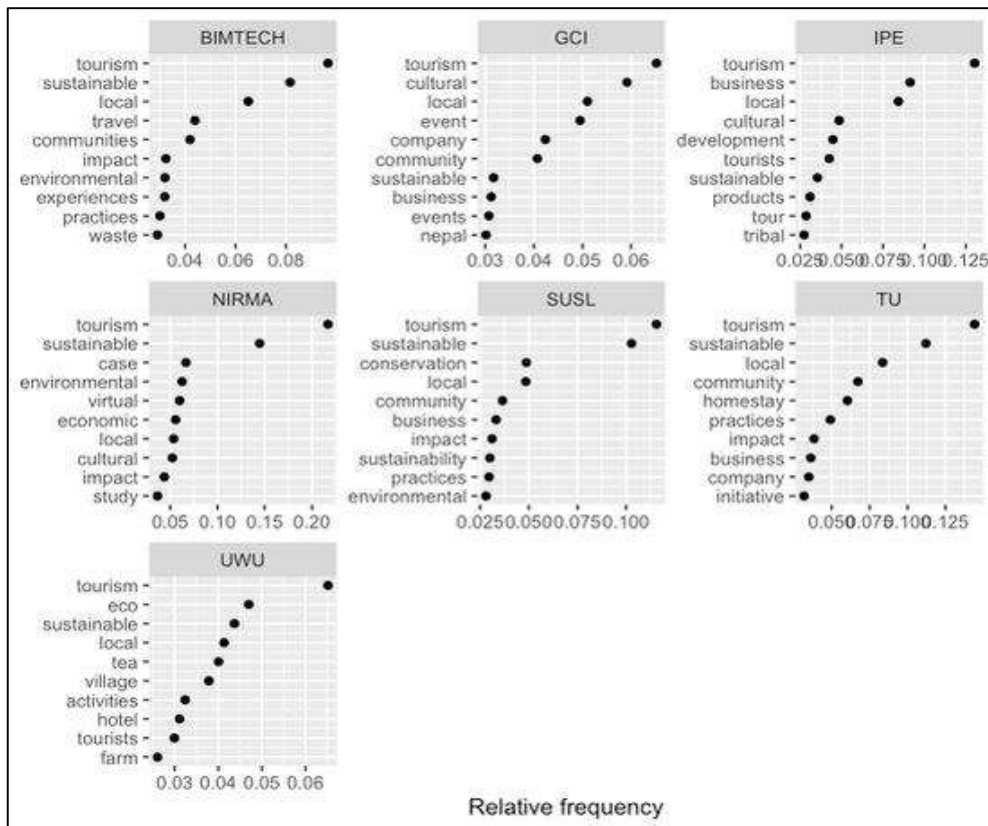 BIMTECH
tourism
sustainable
local
travel
communities
impact
environmental
experiences
practices
waste
0.04 0.06 0.08
GCI
tourism
cultural
local
event
company
community
sustainable
business
events
nepal
0.03 0.04 0.05 0.06
IPE
tourism
business
local
cultural
development
tourists
sustainable
products
tour
tribal
0.025 0.050 0.075 0.100 0.125
NIRMA
tourism
sustainable
case
environmental
virtual
economic
local
cultural
impact
study
0.05 0.10 0.15 0.20
SUSL
tourism
sustainable
conservation
local
community
business
impact
sustainability
practices
environmental
0.025 0.050 0.075 0.100
TU
tourism
sustainable
local
community
homestay
practices
impact
business
company
initiative
0.050 0.075 0.100 0.125
UWU
tourism
eco
sustainable
local
tea
village
activities
hotel
tourists
farm
0.03 0.04 0.05 0.06
Relative frequency